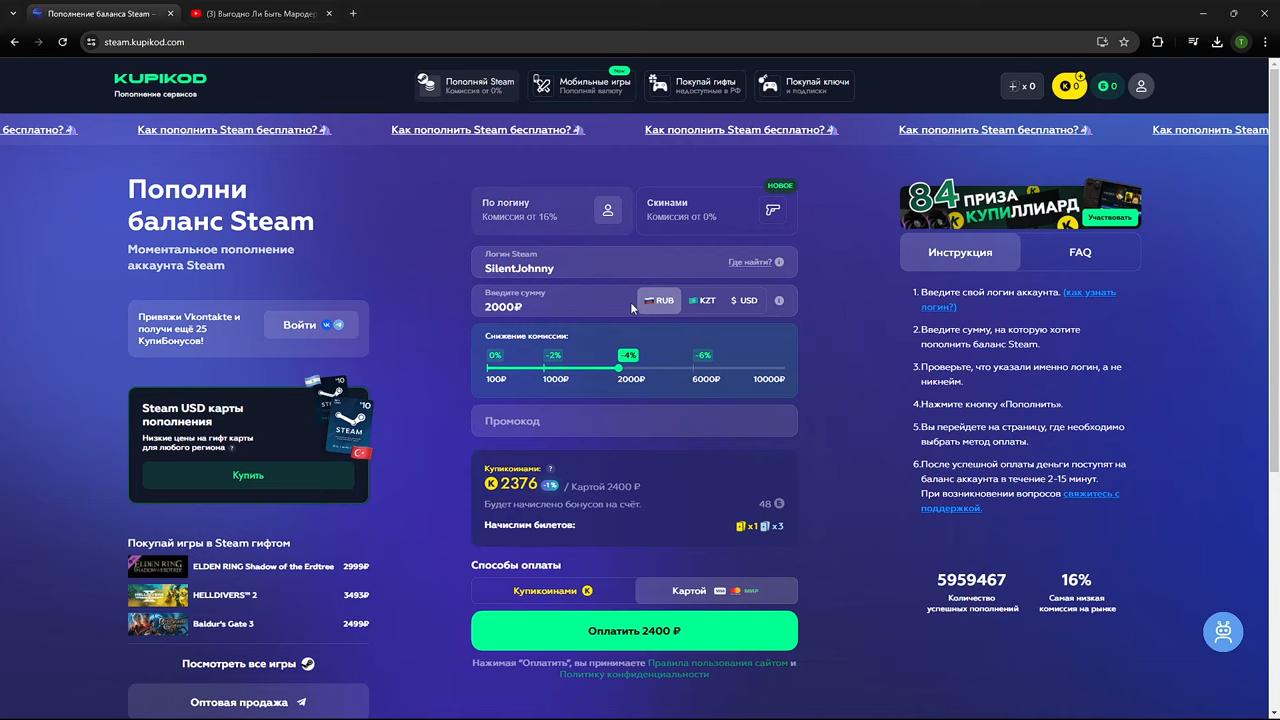 Пополнение баланса Steam –
(3) Выгодно Ли Быть Мародер
steam.kupikod.com
T
KUPIKOD
Пополнение сервисов
Пополняй Steam
Комиссия от 0%
New
Мобильные игры
Пополняй валюту
Покупай гифты
недоступные в РФ
Покупай ключи
и подписки
x 0
К 0
Б 0
бесплатно?
Как пополнить Steam бесплатно?
Как пополнить Steam бесплатно?
Как пополнить Steam бесплатно?
Как пополнить Steam бесплатно?
Как пополнить Steam
Пополни
баланс Steam
Моментальное пополнение
аккаунта Steam
Привяжи Vkontakte и
получи ещё 25
КупиБонусов!
Войти
Steam USD карты
пополнения
Низкие цены на гифт карты
для любого региона ?
STEAM
Купить
Покупай игры в Steam гифтом
ELDEN RING
ELDEN RING Shadow of the Erdtree 2999₽
HELLDIVERS™ 2 3493₽
Baldur's Gate 3 2499₽
Посмотреть все игры
Оптовая продажа
По логину
Комиссия от 16%
НОВОЕ
Скинами
Комиссия от 0%
Логин Steam
SilentJohnny
Где найти?
Введите сумму
2000₽
RUB
KZT
$ USD
Снижение комиссии:
0% -2% -4% -6%
100₽ 1000₽ 2000₽ 6000₽ 10000₽
Промокод
Купикоинами: ?
К 2376 -1% / Картой 2400 ₽
Будет начислено бонусов на счёт. 48 Б
Начислим билетов: x1 x3
Способы оплаты
Купикоинами К
Картой VISA МИР
Оплатить 2400 ₽
Нажимая “Оплатить”, вы принимаете Правила пользования сайтом и
Политику конфиденциальности
84 ПРИЗА
КУПИЛЛИАРД
Участвовать
Инструкция
FAQ
1. Введите свой логин аккаунта. (как узнать
логин?)
2.Введите сумму, на которую хотите
пополнить баланс Steam.
3.Проверьте, что указали именно логин, а не
никнейм.
4.Нажмите кнопку «Пополнить».
5.Вы перейдете на страницу, где необходимо
выбрать метод оплаты.
6.После успешной оплаты деньги поступят на
баланс аккаунта в течение 2-15 минут.
При возникновении вопросов свяжитесь с
поддержкой.
5959467
Количество
успешных пополнений
16%
Самая низкая
комиссия на рынке